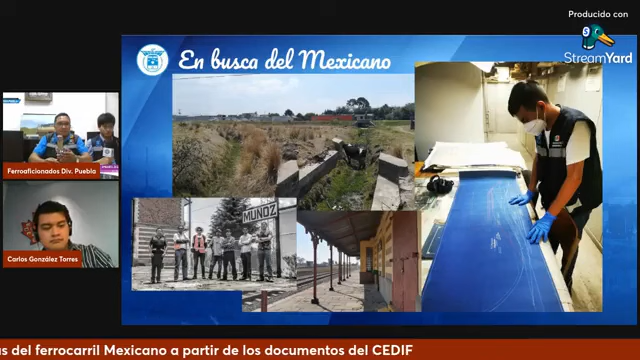 Producido con
StreamYard
En busca del Mexicano
Ferroaficionados Div. Puebla
Carlos González Torres
MUÑOZ
as del ferrocarril Mexicano a partir de los documentos del CEDIF